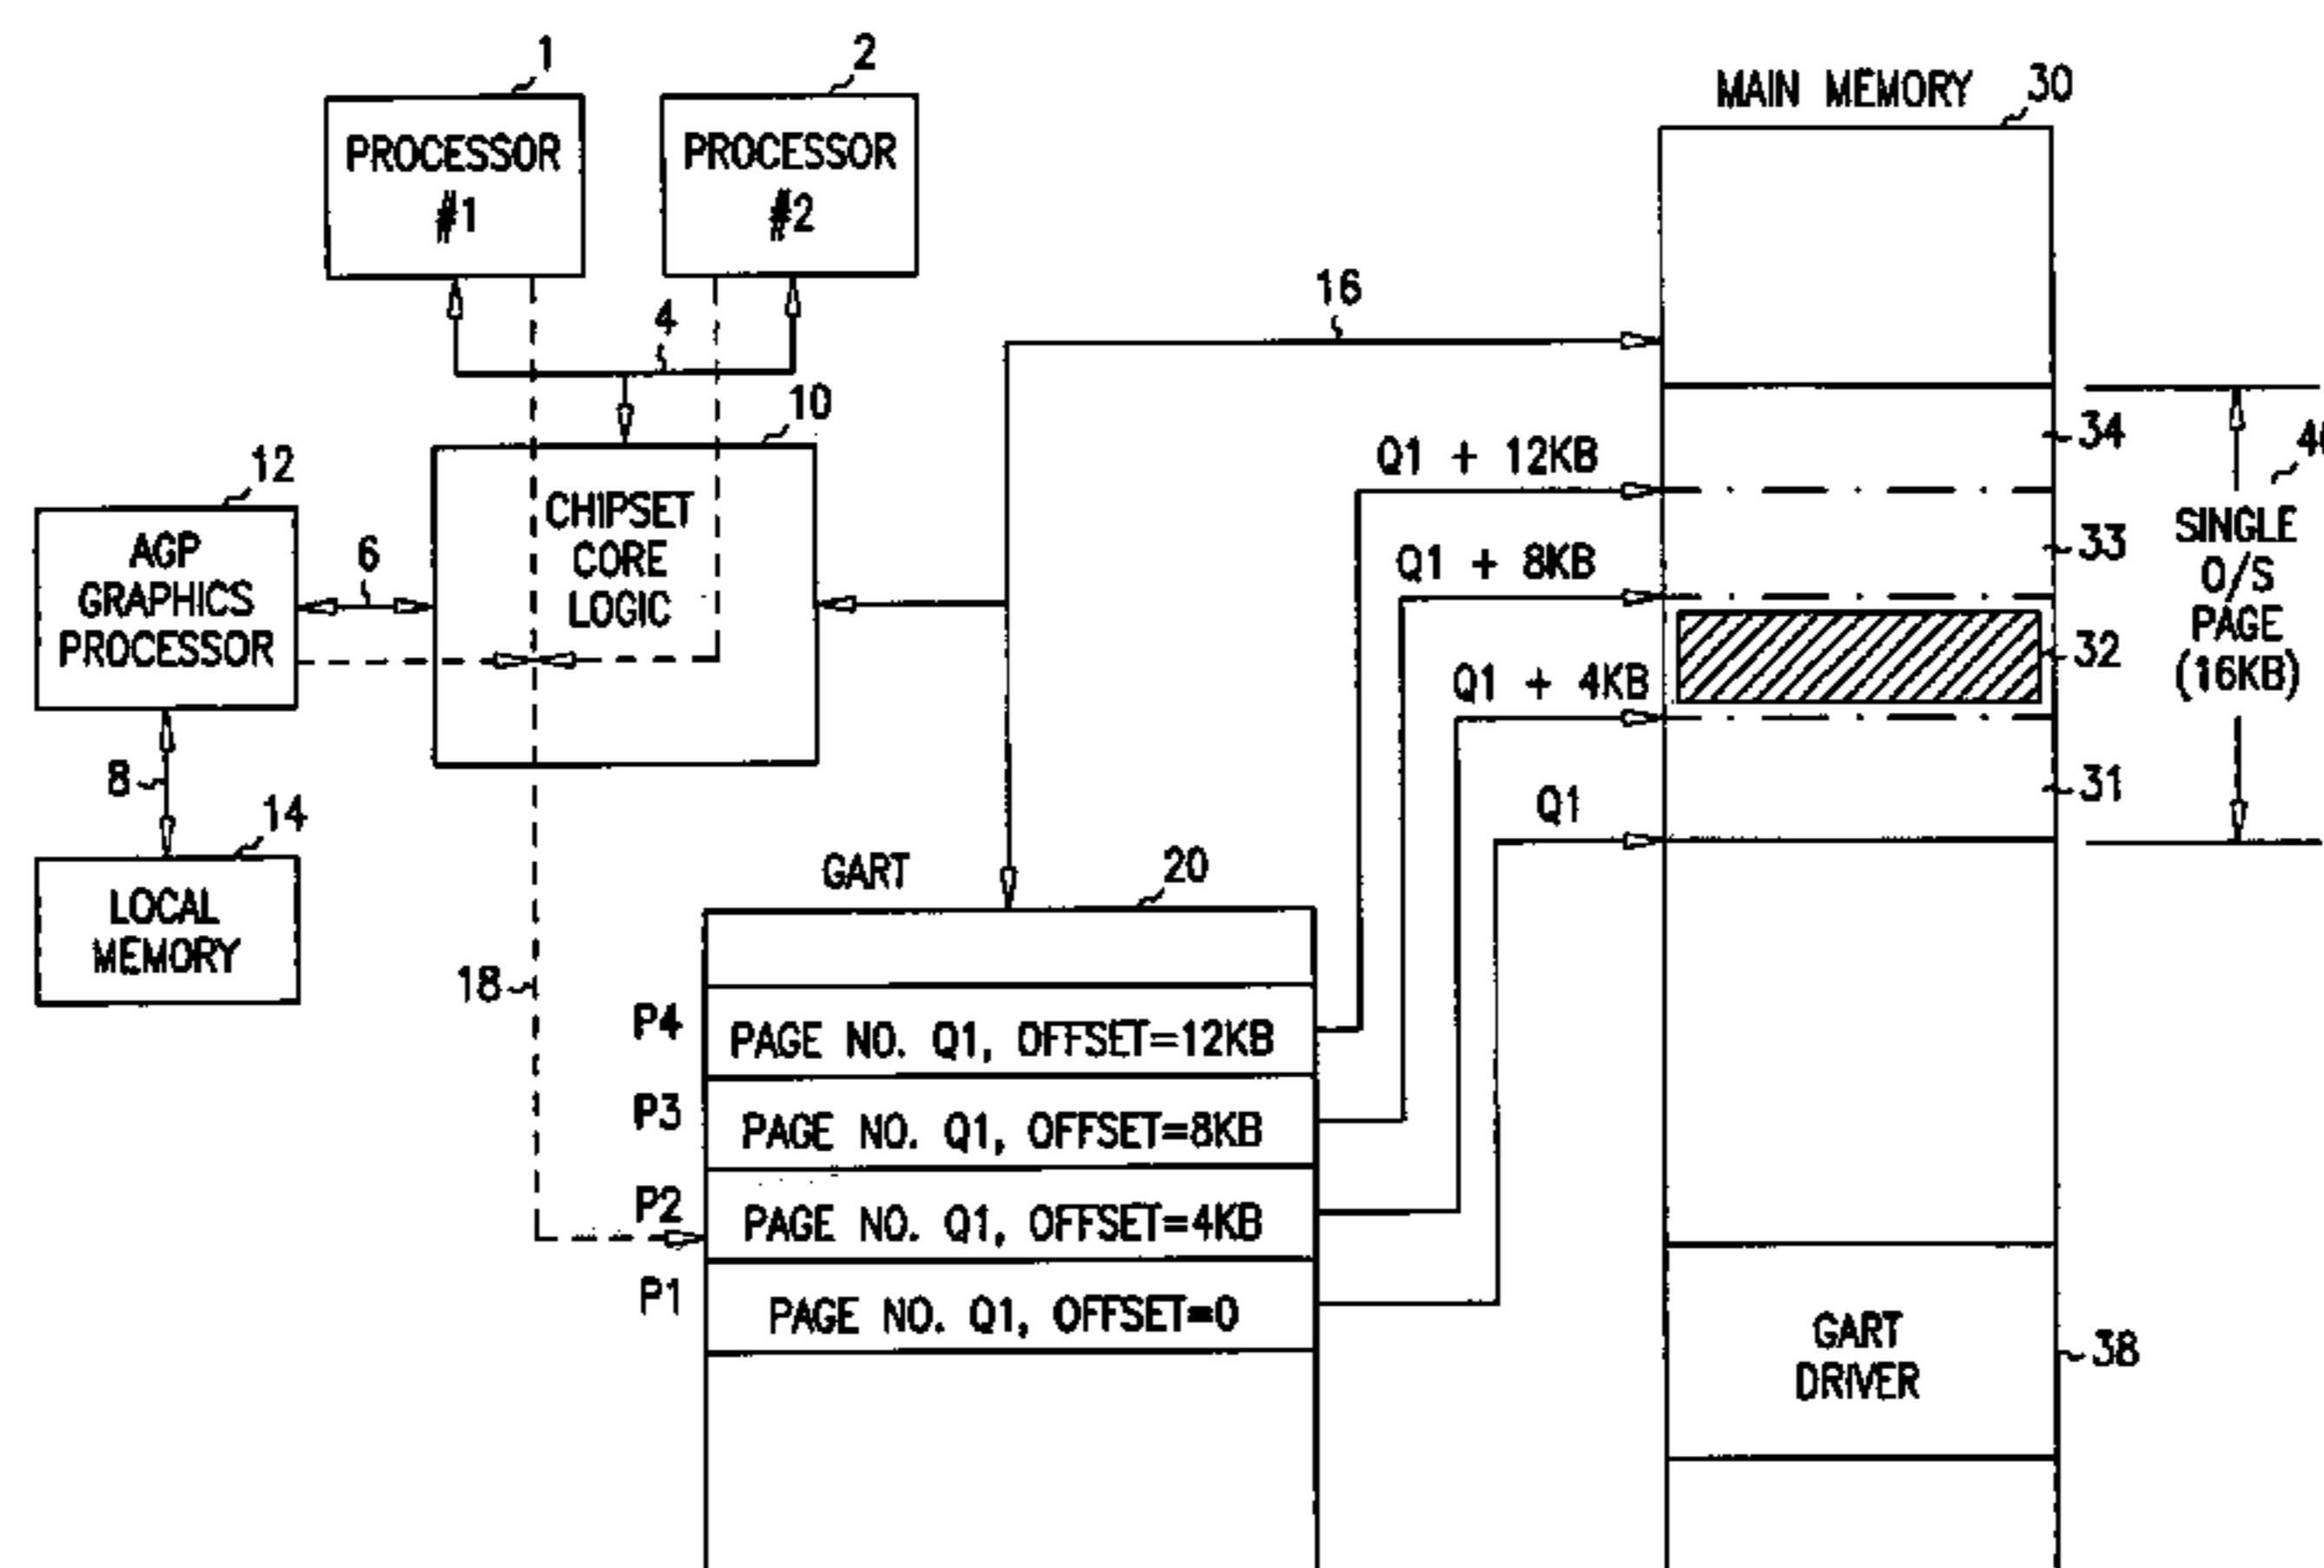 1
2
MAIN MEMORY
30
PROCESSOR
#1
PROCESSOR
#2
4
16
10
34
Q1 + 12KB
12
CHIPSET
CORE
LOGIC
AGP
GRAPHICS
PROCESSOR
6
Q1 + 8KB
33
SINGLE
O/S
PAGE
(16KB)
32
Q1 + 4KB
8
31
Q1
14
LOCAL
MEMORY
GART
20
18
P4
PAGE NO. Q1, OFFSET=12KB
P3
PAGE NO. Q1, OFFSET=8KB
P2
PAGE NO. Q1, OFFSET=4KB
P1
PAGE NO. Q1, OFFSET=0
GART
DRIVER
38